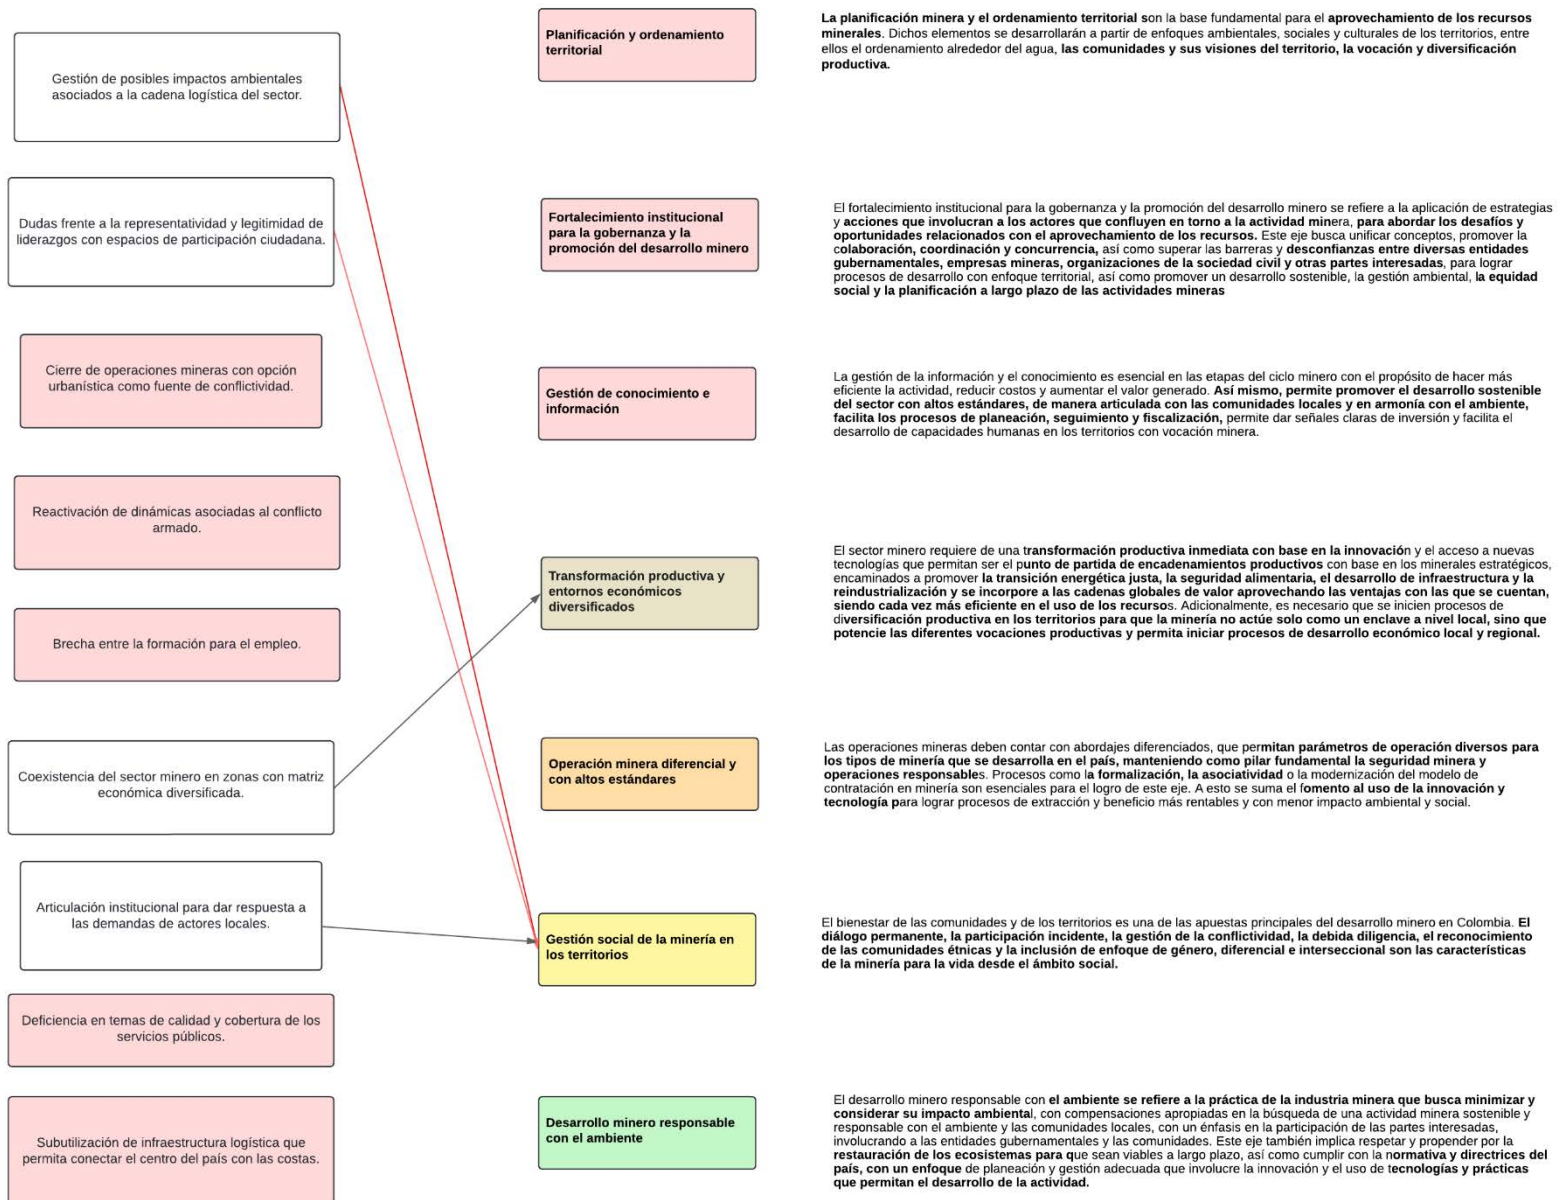 Gestión de posibles impactos ambientales
asociados a la cadena logística del sector.
Dudas frente a la representatividad y legitimidad de
liderazgos con espacios de participación ciudadana.
Cierre de operaciones mineras con opción
urbanística como fuente de conflictividad.
Reactivación de dinámicas asociadas al conflicto
armado.
Brecha entre la formación para el empleo.
Coexistencia del sector minero en zonas con matriz
económica diversificada.
Articulación institucional para dar respuesta a
las demandas de actores locales.
Deficiencia en temas de calidad y cobertura de los
servicios públicos.
Subutilización de infraestructura logística que
permita conectar el centro del país con las costas.
Planificación y ordenamiento
territorial
La planificación minera y el ordenamiento territorial son la base fundamental para el aprovechamiento de los recursos
minerales. Dichos elementos se desarrollarán a partir de enfoques ambientales, sociales y culturales de los territorios, entre
ellos el ordenamiento alrededor del agua, las comunidades y sus visiones del territorio, la vocación y diversificación
productiva.
Fortalecimiento institucional
para la gobernanza y la
promoción del desarrollo minero
El fortalecimiento institucional para la gobernanza y la promoción del desarrollo minero se refiere a la aplicación de estrategias
y acciones que involucran a los actores que confluyen en torno a la actividad minera, para abordar los desafíos y
oportunidades relacionados con el aprovechamiento de los recursos. Este eje busca unificar conceptos, promover la
colaboración, coordinación y concurrencia, así como superar las barreras y desconfianzas entre diversas entidades
gubernamentales, empresas mineras, organizaciones de la sociedad civil y otras partes interesadas, para lograr
procesos de desarrollo con enfoque territorial, así como promover un desarrollo sostenible, la gestión ambiental, la equidad
social y la planificación a largo plazo de las actividades mineras
Gestión de conocimiento e
información
La gestión de la información y el conocimiento es esencial en las etapas del ciclo minero con el propósito de hacer más
eficiente la actividad, reducir costos y aumentar el valor generado. Así mismo, permite promover el desarrollo sostenible
del sector con altos estándares, de manera articulada con las comunidades locales y en armonía con el ambiente,
facilita los procesos de planeación, seguimiento y fiscalización, permite dar señales claras de inversión y facilita el
desarrollo de capacidades humanas en los territorios con vocación minera.
Transformación productiva y
entornos económicos
diversificados
El sector minero requiere de una transformación productiva inmediata con base en la innovación y el acceso a nuevas
tecnologías que permitan ser el punto de partida de encadenamientos productivos con base en los minerales estratégicos,
encaminados a promover la transición energética justa, la seguridad alimentaria, el desarrollo de infraestructura y la
reindustrialización y se incorpore a las cadenas globales de valor aprovechando las ventajas con las que se cuentan,
siendo cada vez más eficiente en el uso de los recursos. Adicionalmente, es necesario que se inicien procesos de
diversificación productiva en los territorios para que la minería no actúe solo como un enclave a nivel local, sino que
potencie las diferentes vocaciones productivas y permita iniciar procesos de desarrollo económico local y regional.
Operación minera diferencial y
con altos estándares
Las operaciones mineras deben contar con abordajes diferenciados, que permitan parámetros de operación diversos para
los tipos de minería que se desarrolla en el país, manteniendo como pilar fundamental la seguridad minera y
operaciones responsables. Procesos como la formalización, la asociatividad o la modernización del modelo de
contratación en minería son esenciales para el logro de este eje. A esto se suma el fomento al uso de la innovación y
tecnología para lograr procesos de extracción y beneficio más rentables y con menor impacto ambiental y social.
Gestión social de la minería en
los territorios
El bienestar de las comunidades y de los territorios es una de las apuestas principales del desarrollo minero en Colombia. El
diálogo permanente, la participación incidente, la gestión de la conflictividad, la debida diligencia, el reconocimiento
de las comunidades étnicas y la inclusión de enfoque de género, diferencial e interseccional son las características
de la minería para la vida desde el ámbito social.
Desarrollo minero responsable
con el ambiente
El desarrollo minero responsable con el ambiente se refiere a la práctica de la industria minera que busca minimizar y
considerar su impacto ambiental, con compensaciones apropiadas en la búsqueda de una actividad minera sostenible y
responsable con el ambiente y las comunidades locales, con un énfasis en la participación de las partes interesadas,
involucrando a las entidades gubernamentales y las comunidades. Este eje también implica respetar y propender por la
restauración de los ecosistemas para que sean viables a largo plazo, así como cumplir con la normativa y directrices del
país, con un enfoque de planeación y gestión adecuada que involucre la innovación y el uso de tecnologías y prácticas
que permitan el desarrollo de la actividad.